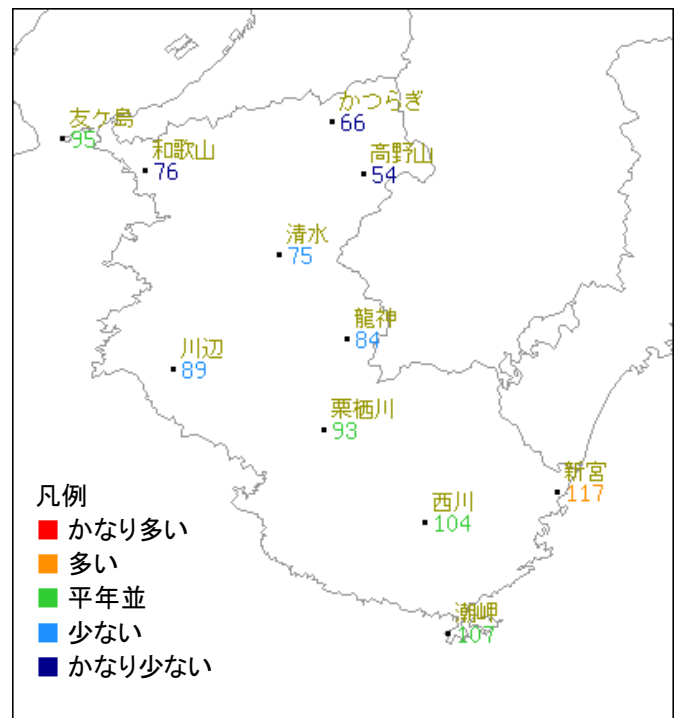 かつらぎ
66
友ケ島
95
和歌山
76
高野山
54
清水
75
龍神
84
川辺
89
栗栖川
93
新宮
117
西川
104
潮岬
107
凡例
かなり多い
多い
平年並
少ない
かなり少ない